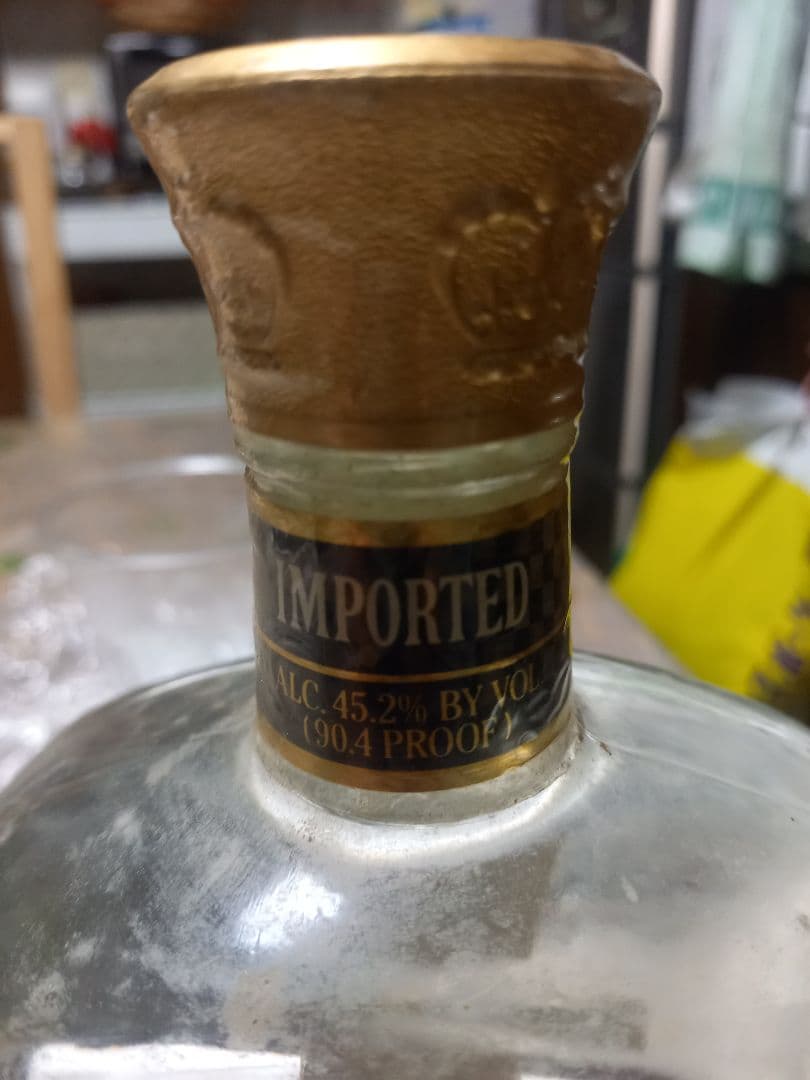 IMPORTED
ALC. 45.2% BY VOL.
(90.4 PROOF)